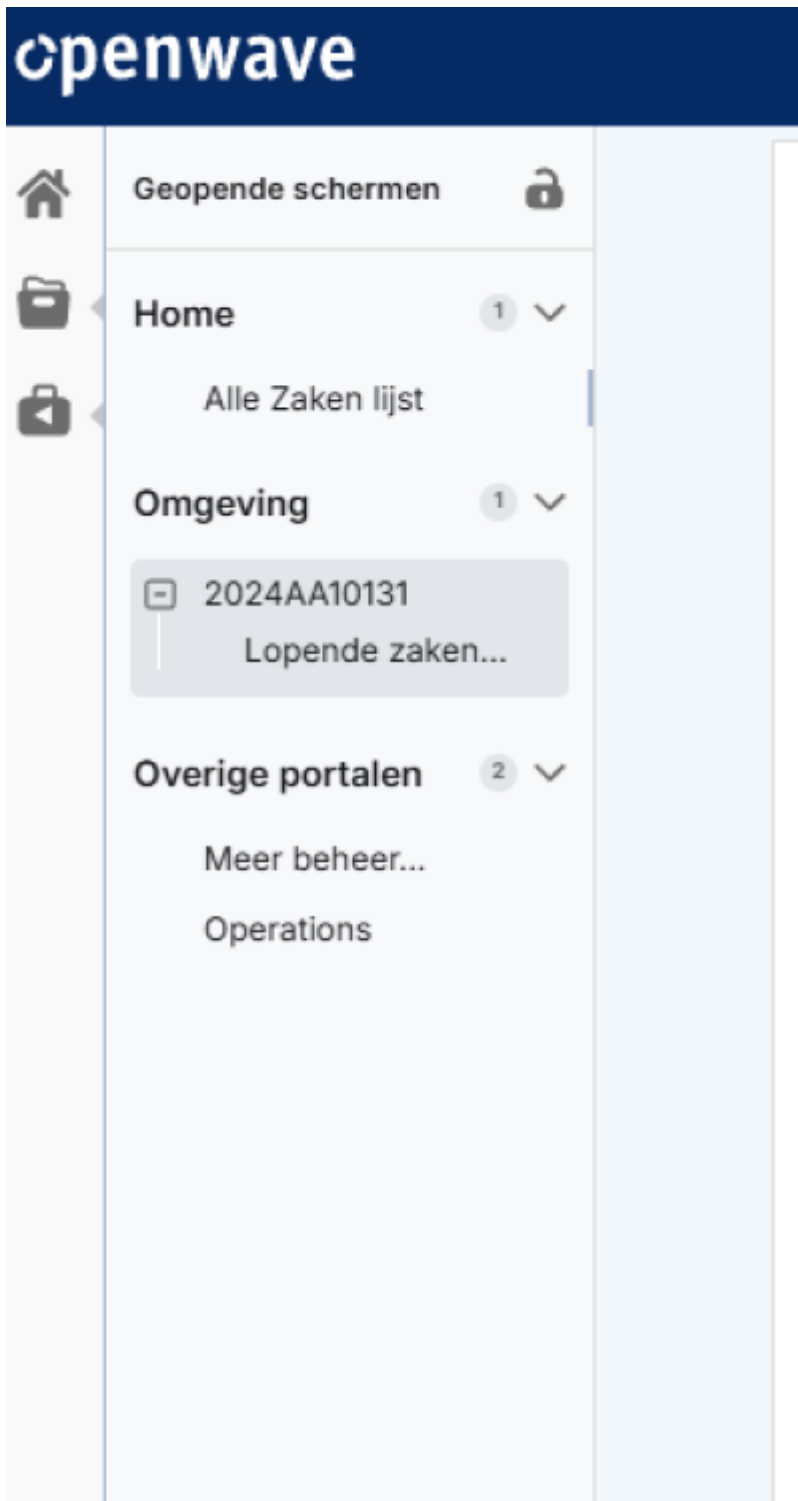 openwave
Geopende schermen
Home 1
Alle Zaken lijst
Omgeving 1
2024AA10131
Lopende zaken...
Overige portalen 2
Meer beheer...
Operations